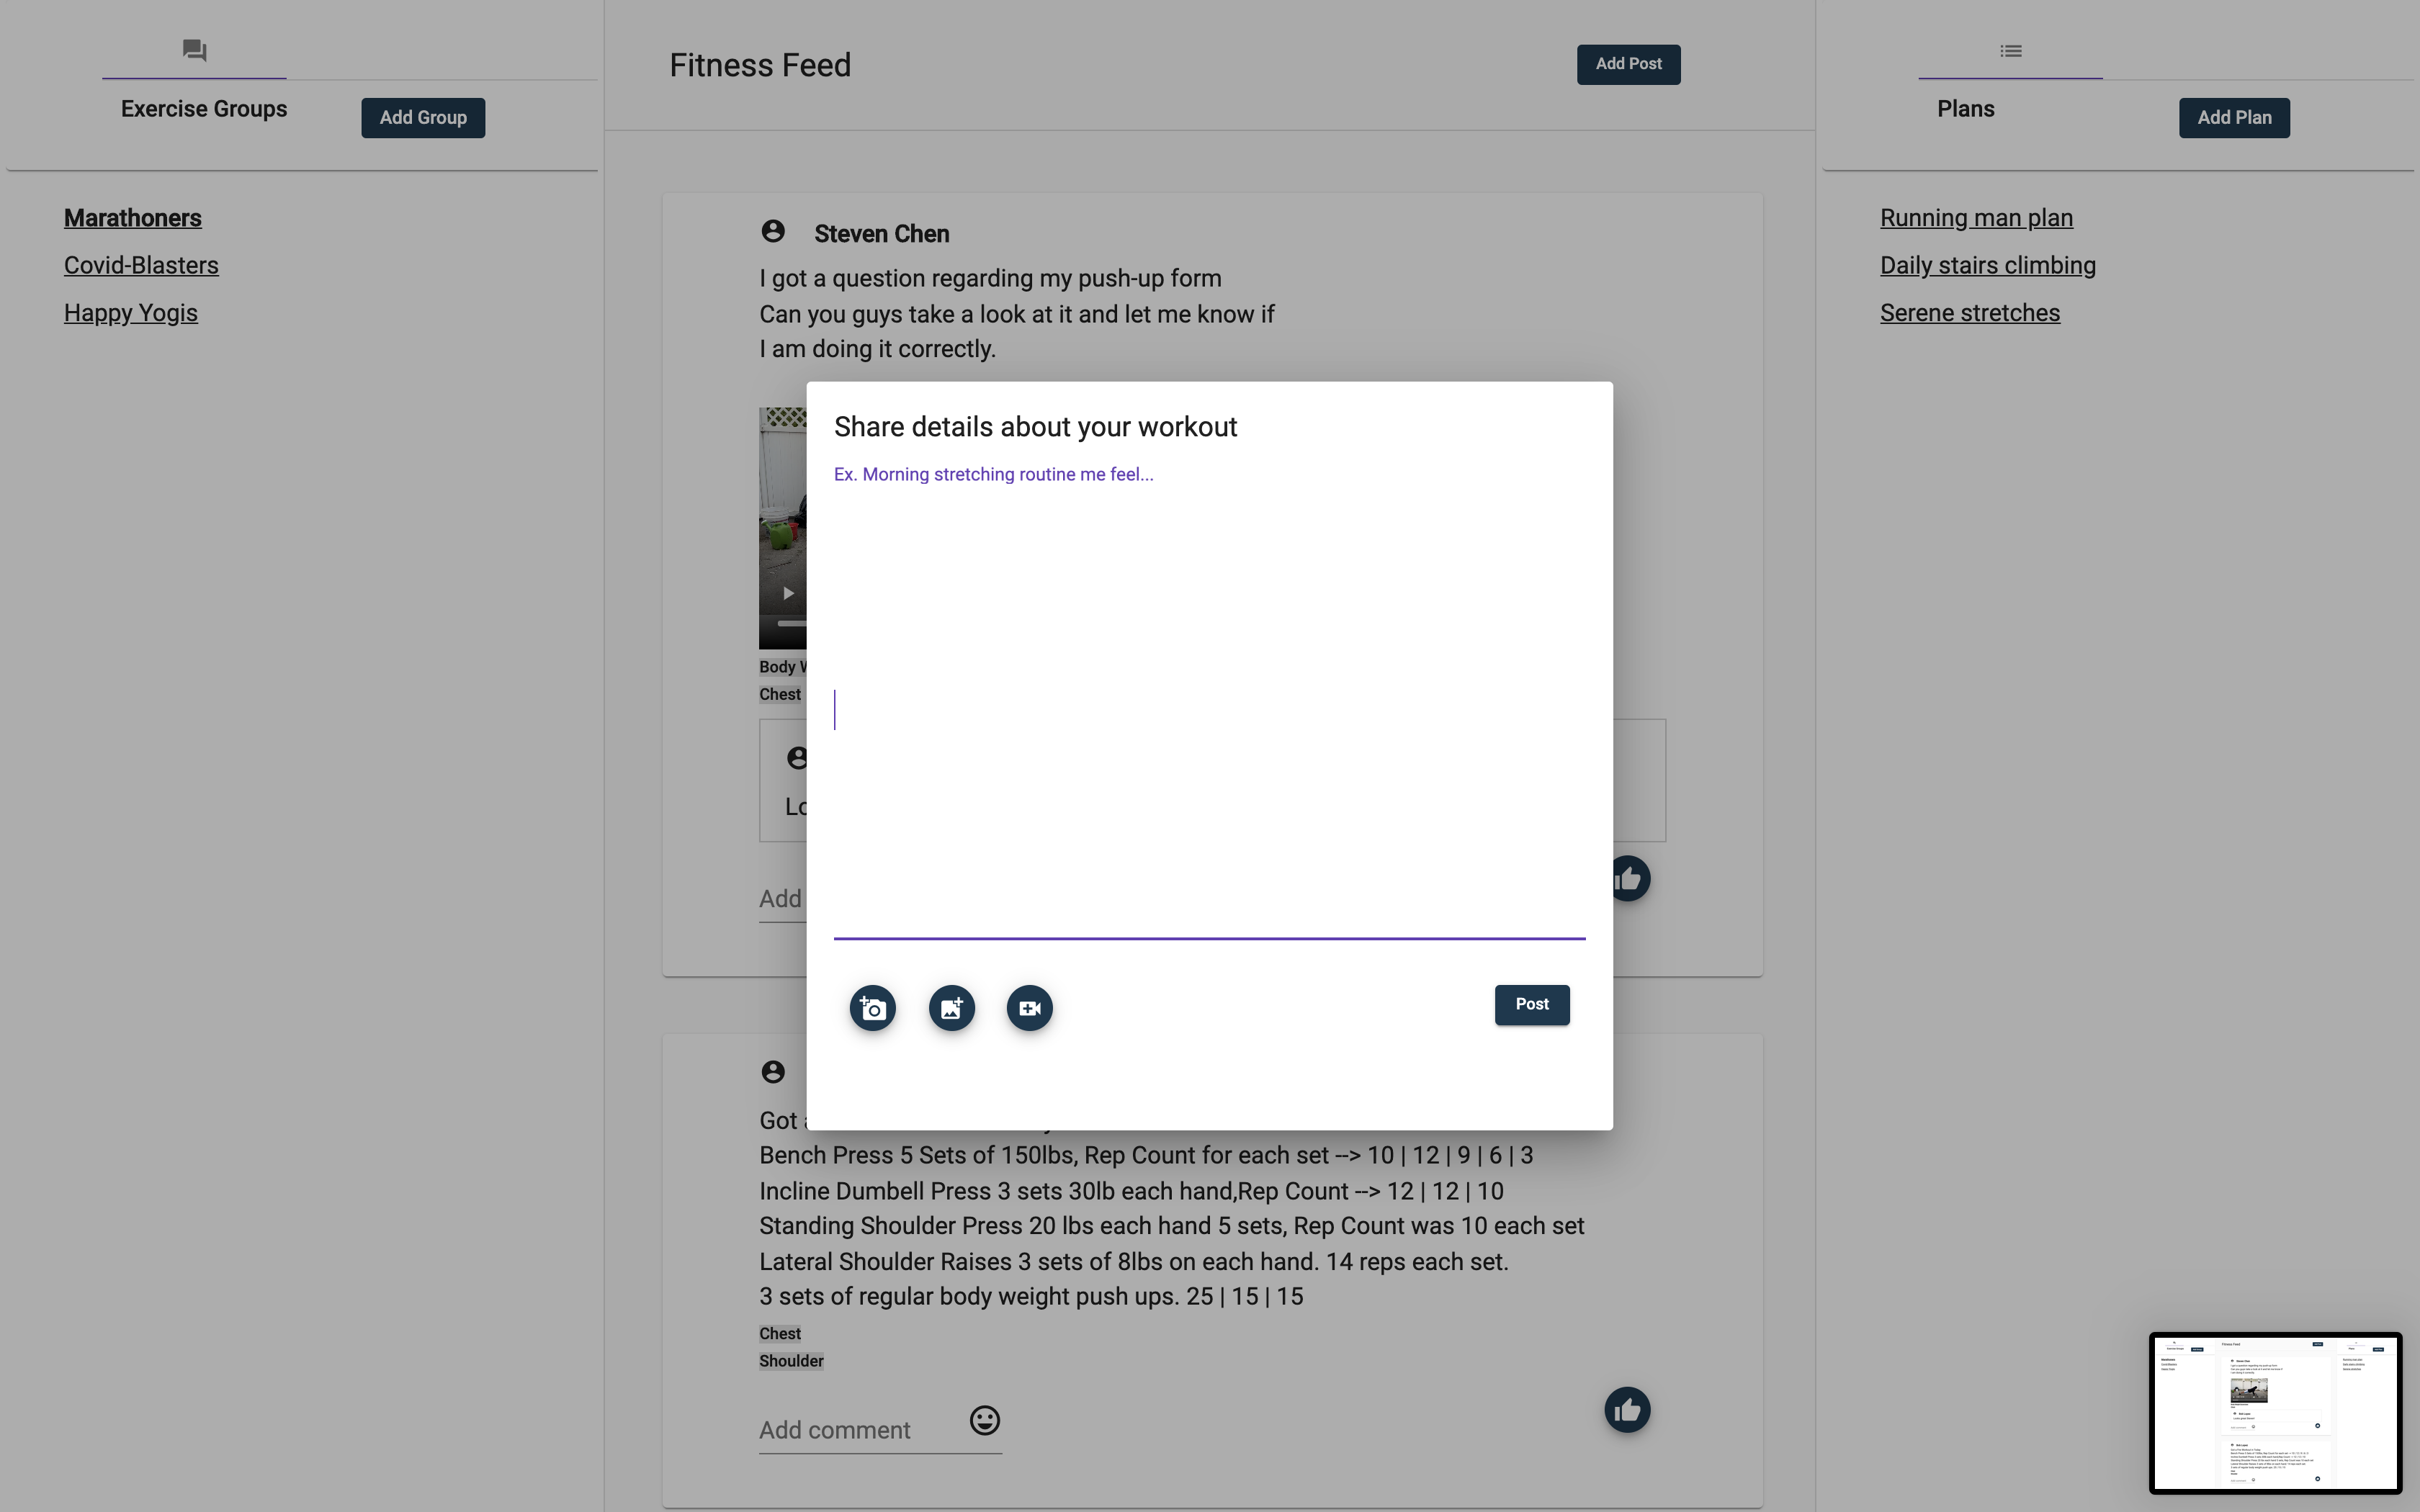 Exercise Groups
Add Group
Marathoners
Covid-Blasters
Happy Yogis
Fitness Feed
Add Post
Steven Chen
I got a question regarding my push-up form
Can you guys take a look at it and let me know if
I am doing it correctly.
Body
Chest
Add
Share details about your workout
Ex. Morning stretching routine me feel...
Post
Got
Bench Press 5 Sets of 150lbs, Rep Count for each set --> 10 | 12 | 9 | 6 | 3
Incline Dumbell Press 3 sets 30lb each hand,Rep Count --> 12 | 12 | 10
Standing Shoulder Press 20 lbs each hand 5 sets, Rep Count was 10 each set
Lateral Shoulder Raises 3 sets of 8lbs on each hand. 14 reps each set.
3 sets of regular body weight push ups. 25 | 15 | 15
Chest
Shoulder
Add comment
Plans
Add Plan
Running man plan
Daily stairs climbing
Serene stretches